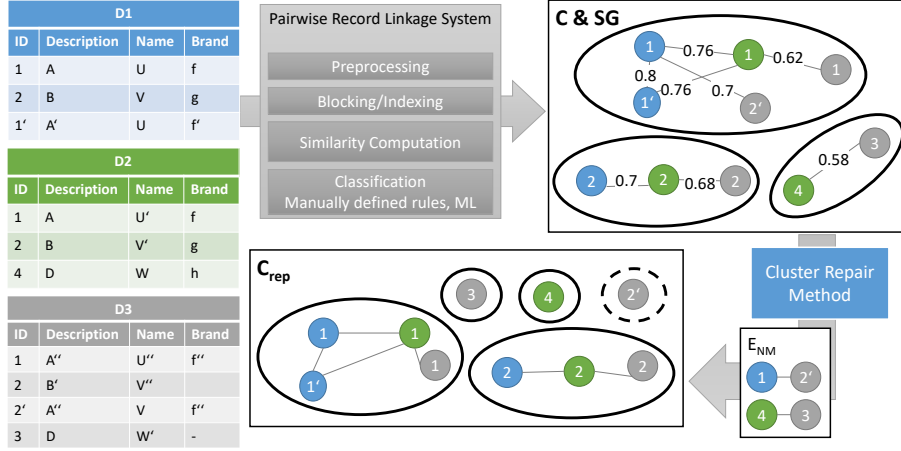 D1
ID Description Name Brand
1 A U f
2 B V g
1‘ A‘ U f‘
D2
ID Description Name Brand
1 A U‘ f
2 B V‘ g
4 D W h
D3
ID Description Name Brand
1 A‘‘ U‘‘ f‘‘
2 B‘ V‘‘
2‘ A‘‘ V f‘‘
3 D W‘ -
Pairwise Record Linkage System
Preprocessing
Blocking/Indexing
Similarity Computation
Classification
Manually defined rules, ML
C & SG
1 0.76 1 0.62 1
0.8 0.76 0.7
1‘ 2‘
2 0.7 2 0.68 2
3
0.58
4
Cluster Repair
Method
E_NM
1 2‘
4 3
C_rep
3 4 2‘
1 1
1
1‘
2 2 2